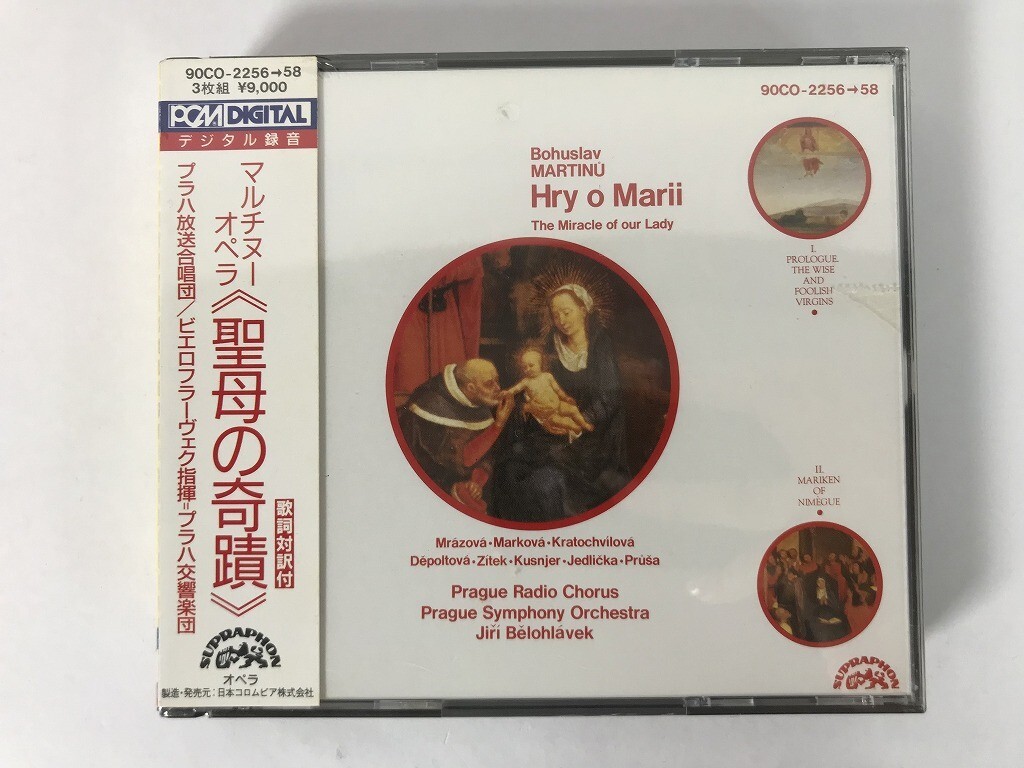 90CO-2256→58
3枚組 ¥9,000
PCM DIGITAL
デジタル録音
マルチヌー
オペラ《聖母の奇蹟》
歌詞対訳付
プラハ放送合唱団／ビエロフラーヴェク指揮=プラハ交響楽団
SUPRAPHON
オペラ
製造・発売元:日本コロムビア株式会社
90CO-2256→58
Bohuslav
MARTINŮ
Hry o Marii
The Miracle of our Lady
I.
PROLOGUE.
THE WISE
AND
FOOLISH
VIRGINS
II.
MARIKEN
OF
NIMÈGUE
Mrázová•Marková•Kratochvílová
Děpoltová•Zítek•Kusnjer•Jedlička•Průša
Prague Radio Chorus
Prague Symphony Orchestra
Jiří Bělohlávek
SUPRAPHON